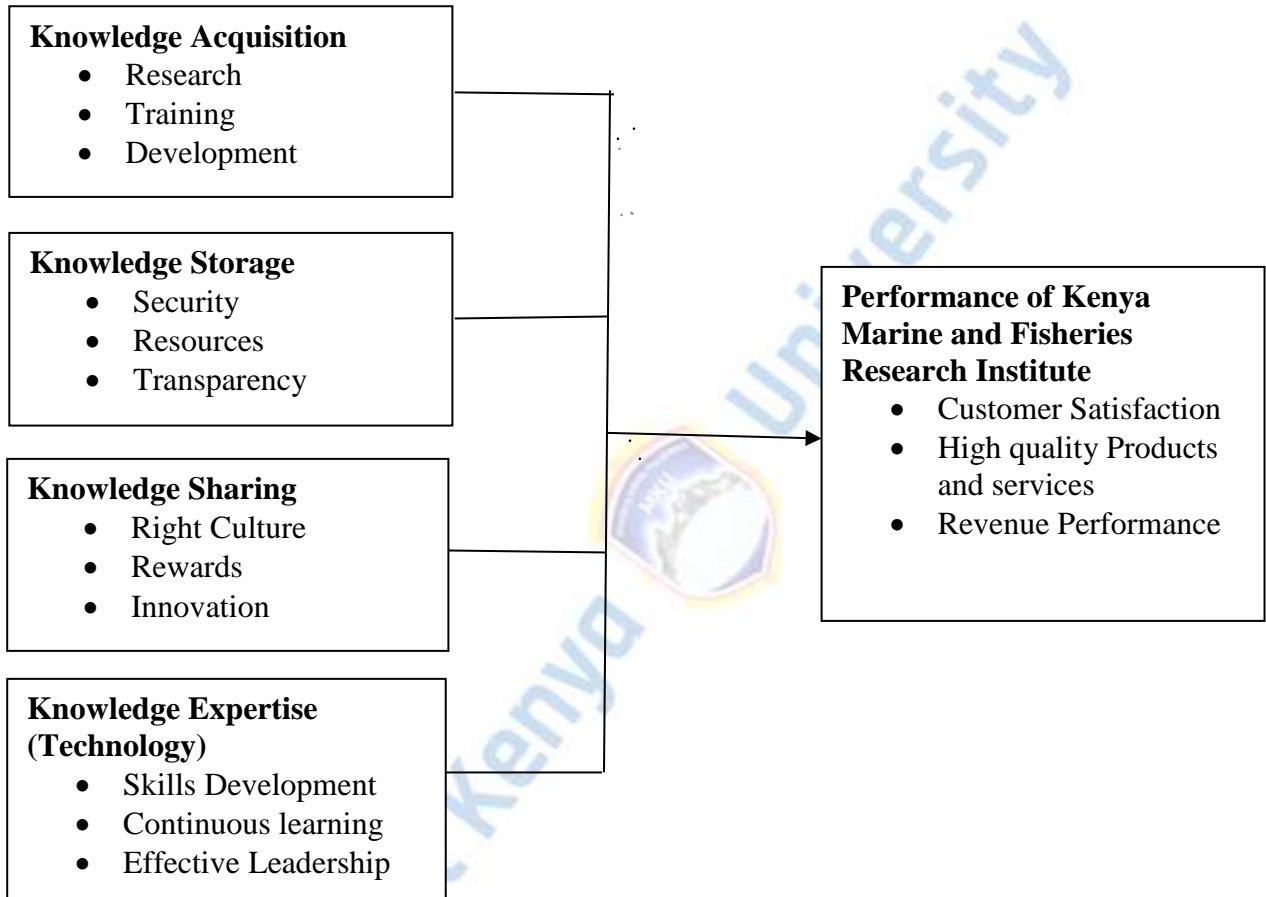 Knowledge Acquisition
• Research
• Training
• Development
Knowledge Storage
• Security
• Resources
• Transparency
Knowledge Sharing
• Right Culture
• Rewards
• Innovation
Knowledge Expertise
(Technology)
• Skills Development
• Continuous learning
• Effective Leadership
Performance of Kenya
Marine and Fisheries
Research Institute
• Customer Satisfaction
• High quality Products
and services
• Revenue Performance
Kenya University